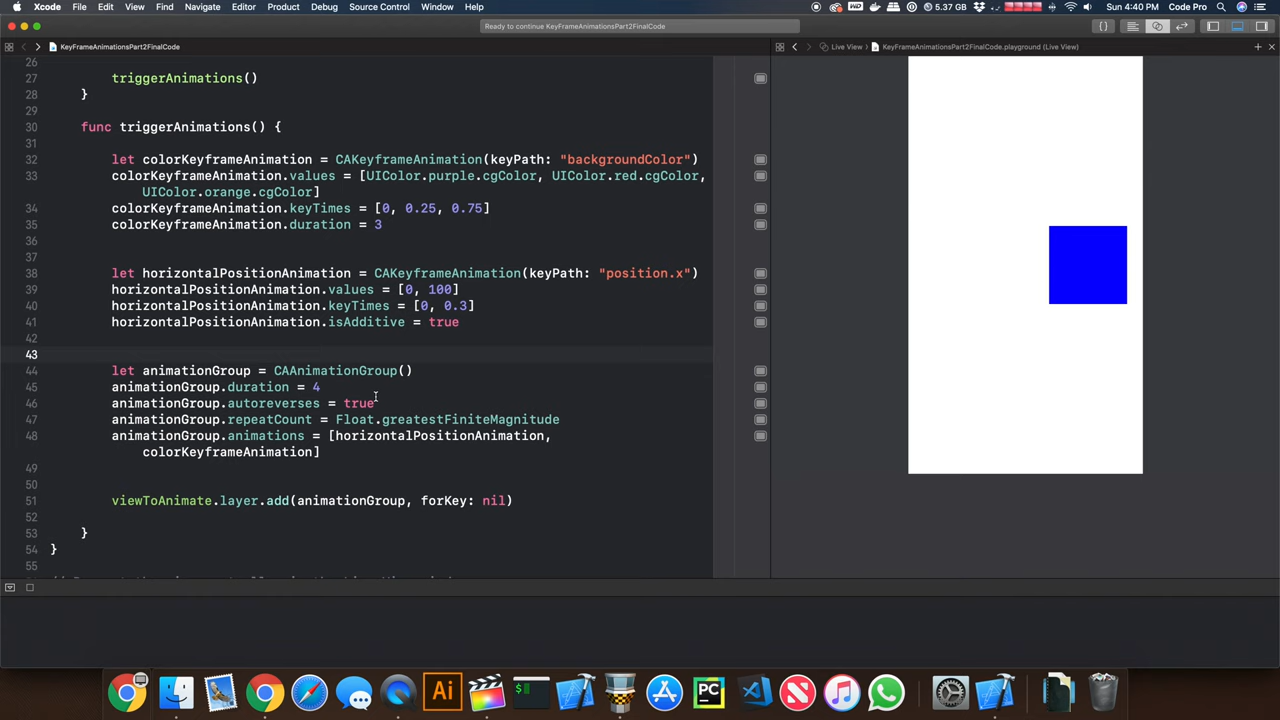 Xcode File Edit View Find Navigate Editor Product Debug Source Control Window Help 5.37 GB Sun 4:40 PM Code Pro
Ready to continue KeyFrameAnimationsPart2FinalCode
KeyFrameAnimationsPart2FinalCode
Live View KeyFrameAnimationsPart2FinalCode.playground (Live View)
26
27 triggerAnimations()
28 }
29
30 func triggerAnimations() {
31
32 let colorKeyframeAnimation = CAKeyframeAnimation(keyPath: "backgroundColor")
33 colorKeyframeAnimation.values = [UIColor.purple.cgColor, UIColor.red.cgColor,
UIColor.orange.cgColor]
34 colorKeyframeAnimation.keyTimes = [0, 0.25, 0.75]
35 colorKeyframeAnimation.duration = 3
36
37
38 let horizontalPositionAnimation = CAKeyframeAnimation(keyPath: "position.x")
39 horizontalPositionAnimation.values = [0, 100]
40 horizontalPositionAnimation.keyTimes = [0, 0.3]
41 horizontalPositionAnimation.isAdditive = true
42
43
44 let animationGroup = CAAnimationGroup()
45 animationGroup.duration = 4
46 animationGroup.autoreverses = true
47 animationGroup.repeatCount = Float.greatestFiniteMagnitude
48 animationGroup.animations = [horizontalPositionAnimation,
colorKeyframeAnimation]
49
50
51 viewToAnimate.layer.add(animationGroup, forKey: nil)
52
53 }
54 }
55
Ai
PC